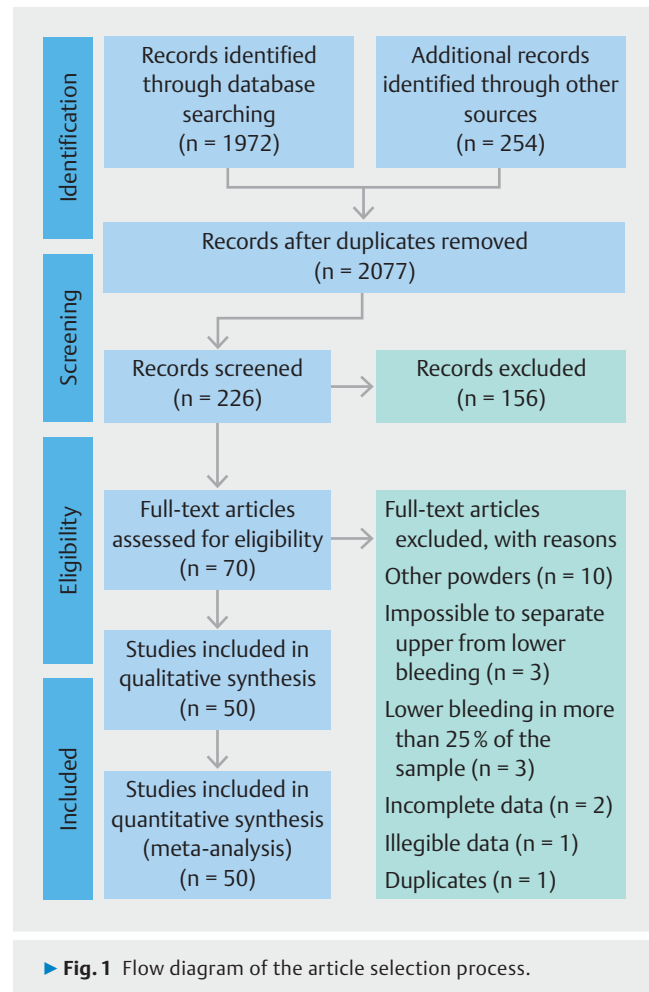 Identification
Records identified
through database
searching
(n = 1972)
Additional records
identified through other
sources
(n = 254)
Records after duplicates removed
(n = 2077)
Screening
Records screened
(n = 226)
Records excluded
(n = 156)
Eligibility
Full-text articles
assessed for eligibility
(n = 70)
Full-text articles
excluded, with reasons
Other powders (n = 10)
Impossible to separate
upper from lower
bleeding (n = 3)
Lower bleeding in more
than 25 % of the
sample (n = 3)
Incomplete data (n = 2)
Illegible data (n = 1)
Duplicates (n = 1)
Studies included in
qualitative synthesis
(n = 50)
Included
Studies included in
quantitative synthesis
(meta-analysis)
(n = 50)
▶ Fig. 1 Flow diagram of the article selection process.